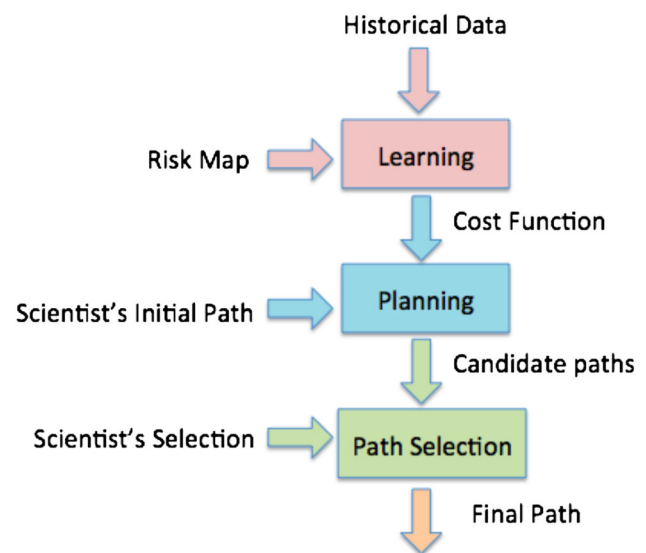 Historical Data
Risk Map
Learning
Cost Function
Scientist's Initial Path
Planning
Candidate paths
Scientist's Selection
Path Selection
Final Path